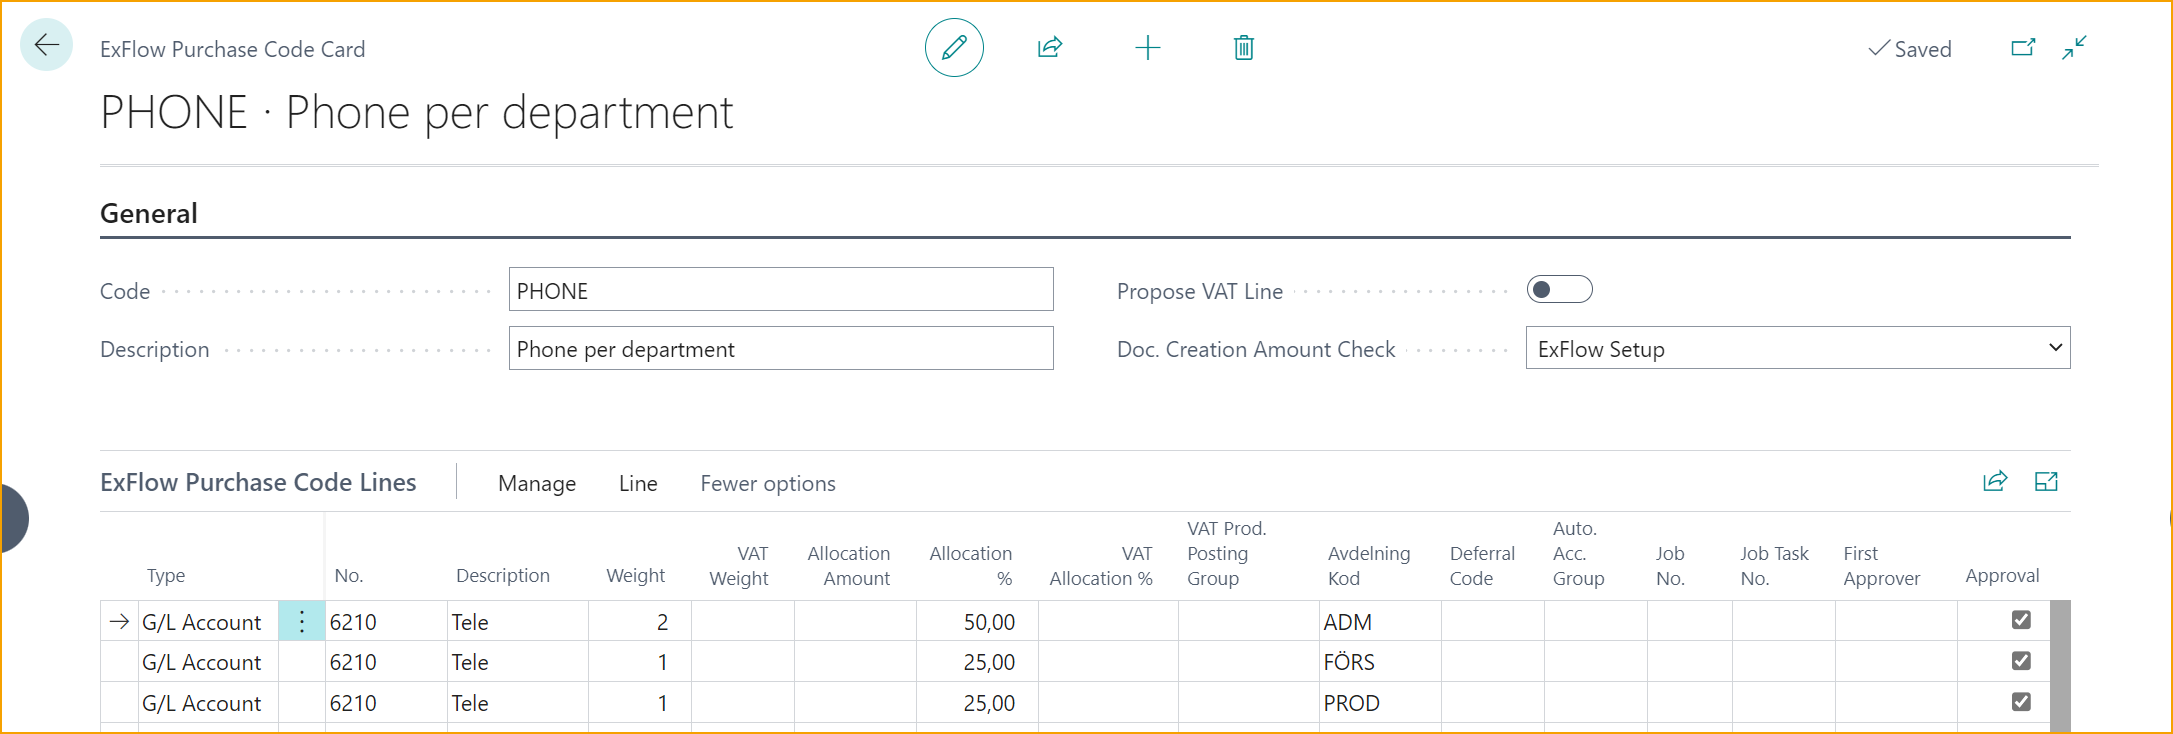 ExFlow Purchase Code Card
Saved
PHONE · Phone per department
General
Code PHONE Propose VAT Line
Description Phone per department Doc. Creation Amount Check ExFlow Setup
ExFlow Purchase Code Lines Manage Line Fewer options
Type No. Description Weight VAT Weight Allocation Amount Allocation % VAT Allocation % VAT Prod. Posting Group Avdelning Kod Deferral Code Auto. Acc. Group Job No. Job Task No. First Approver Approval
G/L Account 6210 Tele 2 50,00 ADM
G/L Account 6210 Tele 1 25,00 FÖRS
G/L Account 6210 Tele 1 25,00 PROD